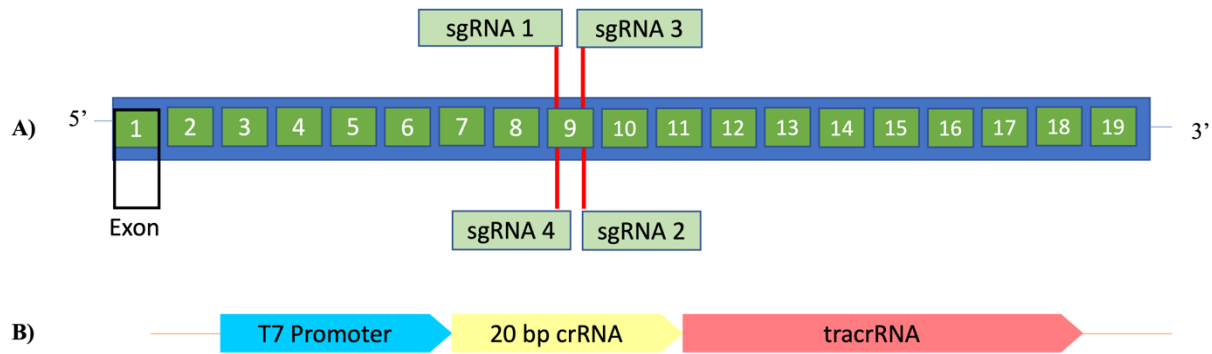 sgRNA 1 sgRNA 3
A) 5’ 1 2 3 4 5 6 7 8 9 10 11 12 13 14 15 16 17 18 19 3’
Exon
sgRNA 4 sgRNA 2
B) T7 Promoter 20 bp crRNA tracrRNA